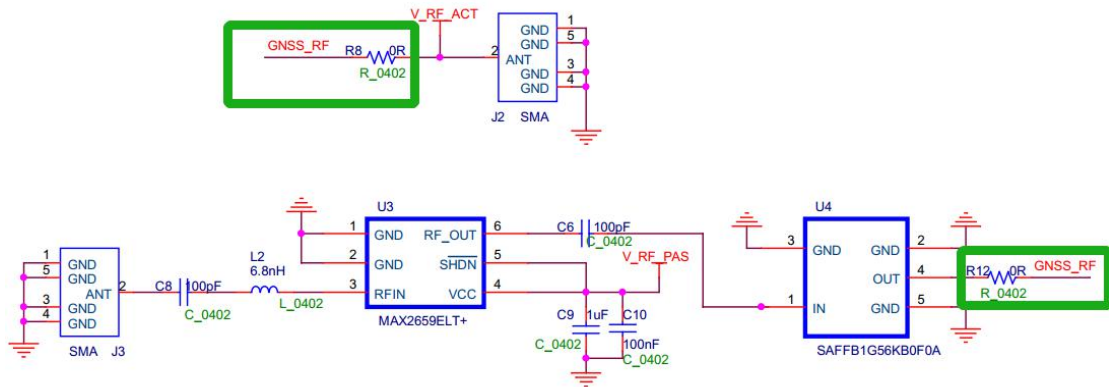 V_RF_ACT
GNSS_RF
R8
0R
R_0402
2
ANT
GND
1
GND
5
GND
3
GND
4
J2
SMA
U3
1
GND
2
GND
3
RFIN
RF_OUT
6
SHDN
5
VCC
4
MAX2659ELT+
C6
100pF
C_0402
V_RF_PAS
C9
1uF
C_0402
C10
100nF
C_0402
1
GND
5
GND
3
GND
4
GND
ANT
2
SMA
J3
C8
100pF
C_0402
L2
6.8nH
L_0402
U4
3
GND
1
IN
GND
2
OUT
4
GND
5
SAFFB1G56KB0F0A
R12
0R
R_0402
GNSS_RF